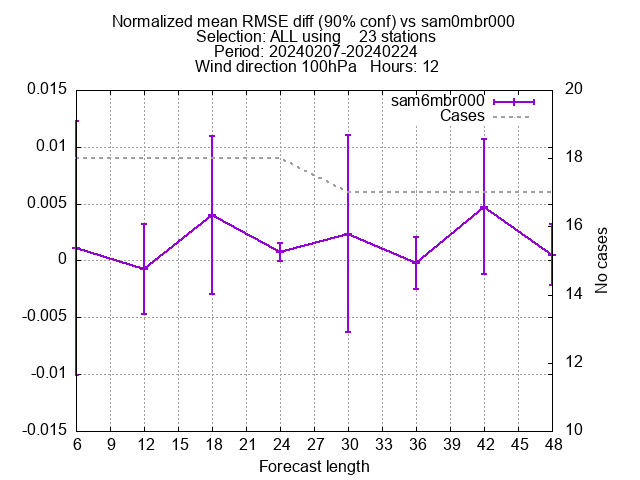 Normalized mean RMSE diff (90% conf) vs sam0mbr000
Selection: ALL using    23 stations
Period: 20240207-20240224
Wind direction 100hPa   Hours: 12
sam6mbr000
Cases
0.015
0.01
0.005
0
-0.005
-0.01
-0.015
20
18
16
14
12
10
No cases
6 9 12 15 18 21 24 27 30 33 36 39 42 45 48
Forecast length